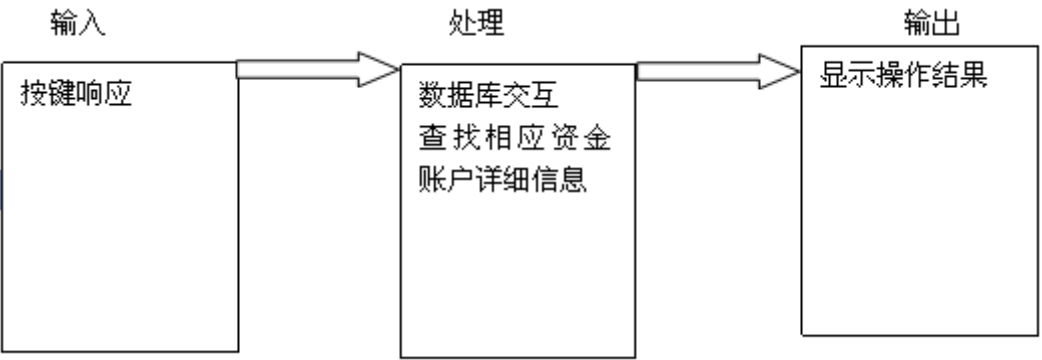 输入
处理
输出
按键响应
数据库交互
查找相应资金
账户详细信息
显示操作结果